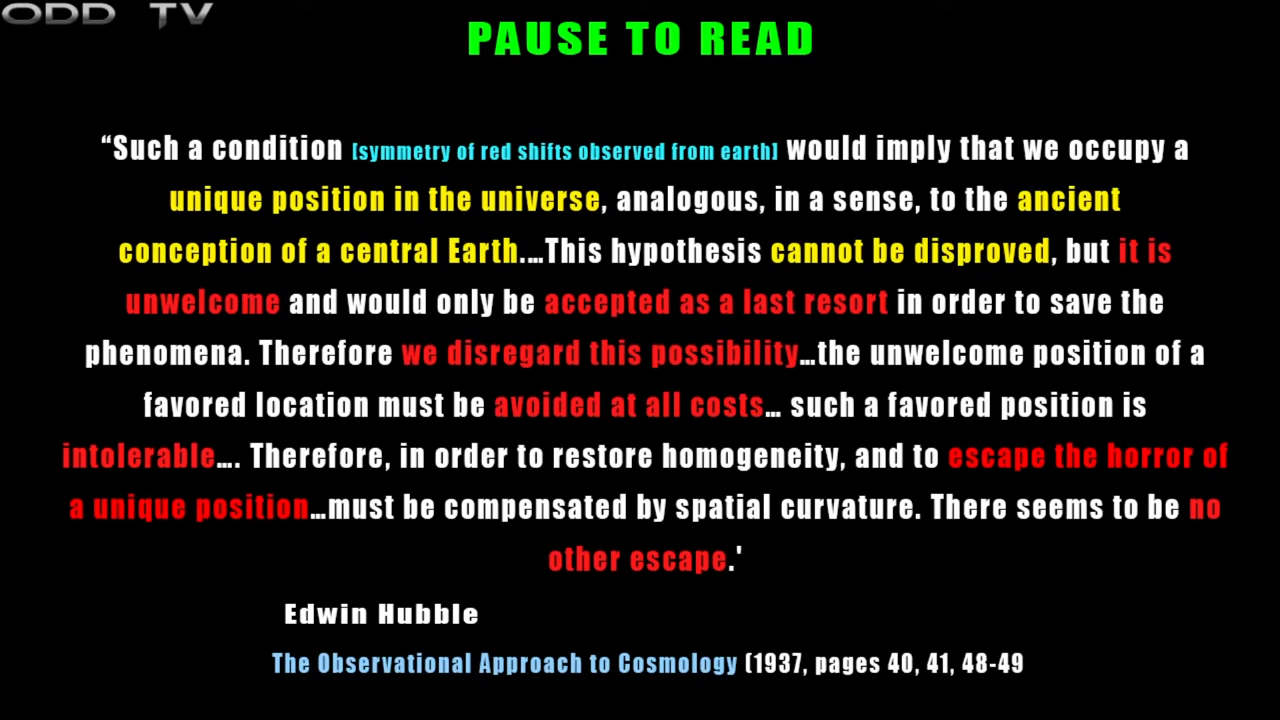 ODD TV
PAUSE TO READ
“Such a condition [symmetry of red shifts observed from earth] would imply that we occupy a
unique position in the universe, analogous, in a sense, to the ancient
conception of a central Earth....This hypothesis cannot be disproved, but it is
unwelcome and would only be accepted as a last resort in order to save the
phenomena. Therefore we disregard this possibility...the unwelcome position of a
favored location must be avoided at all costs... such a favored position is
intolerable.... Therefore, in order to restore homogeneity, and to escape the horror of
a unique position...must be compensated by spatial curvature. There seems to be no
other escape.'
Edwin Hubble
The Observational Approach to Cosmology (1937, pages 40, 41, 48-49